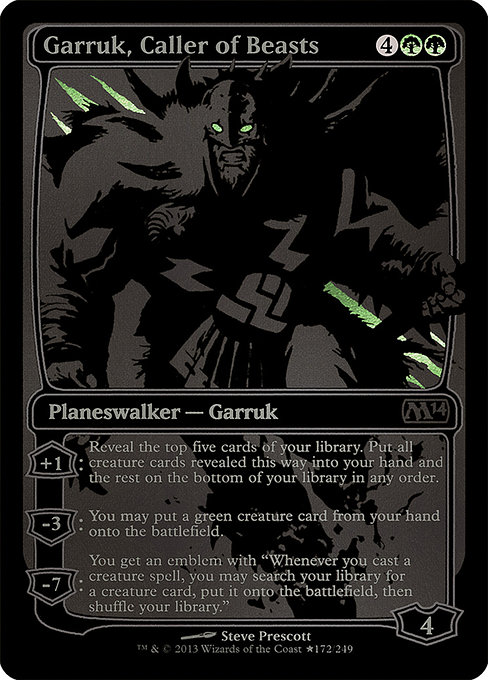 Garruk, Caller of Beasts 4
Planeswalker — Garruk M14
+1: Reveal the top five cards of your library. Put all
creature cards revealed this way into your hand and
the rest on the bottom of your library in any order.
-3: You may put a green creature card from your hand
onto the battlefield.
-7: You get an emblem with “Whenever you cast a
creature spell, you may search your library for
a creature card, put it onto the battlefield, then
shuffle your library.”
4
Steve Prescott
™ & © 2013 Wizards of the Coast ★172/249